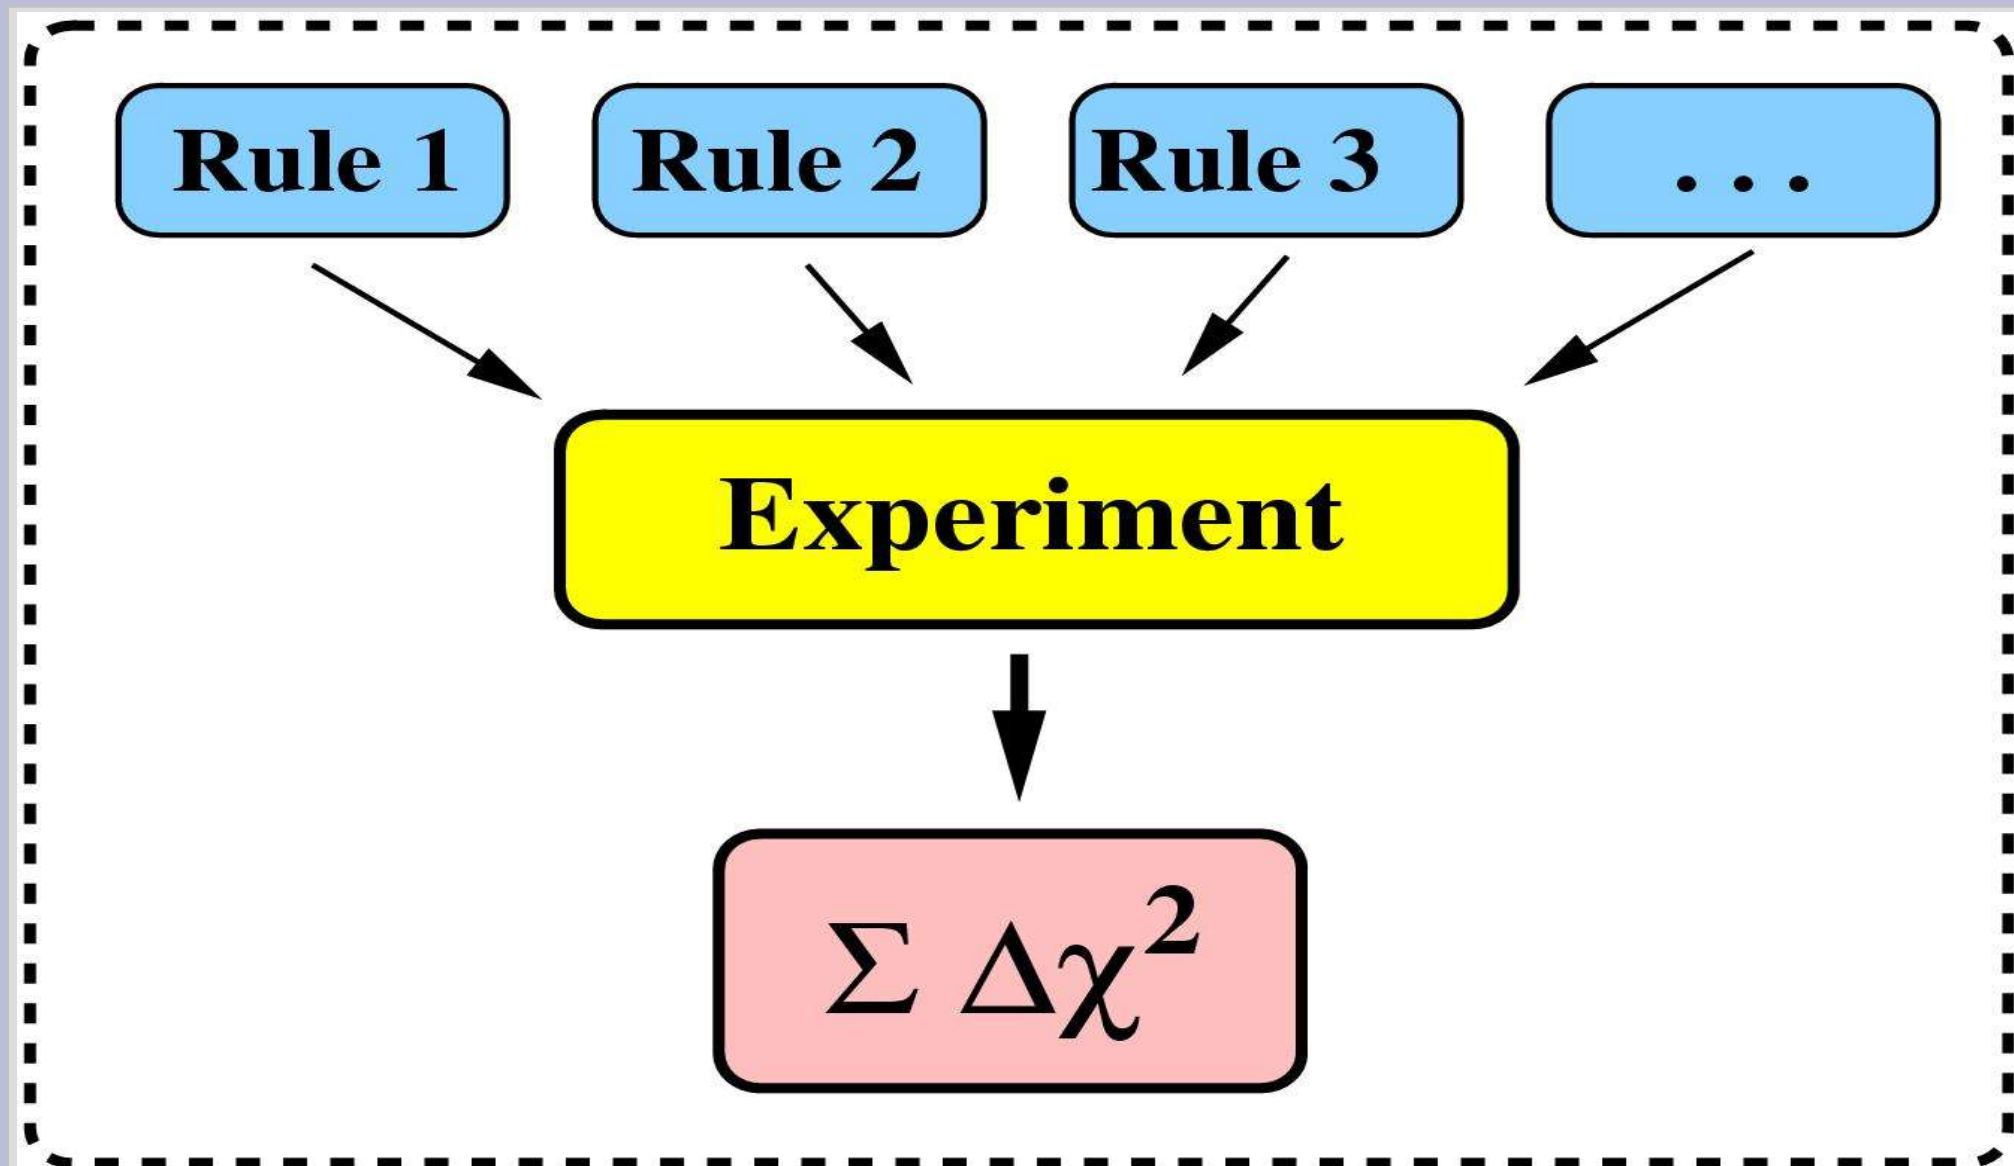 Rule 1
Rule 2
Rule 3
...
Experiment
Σ Δχ²